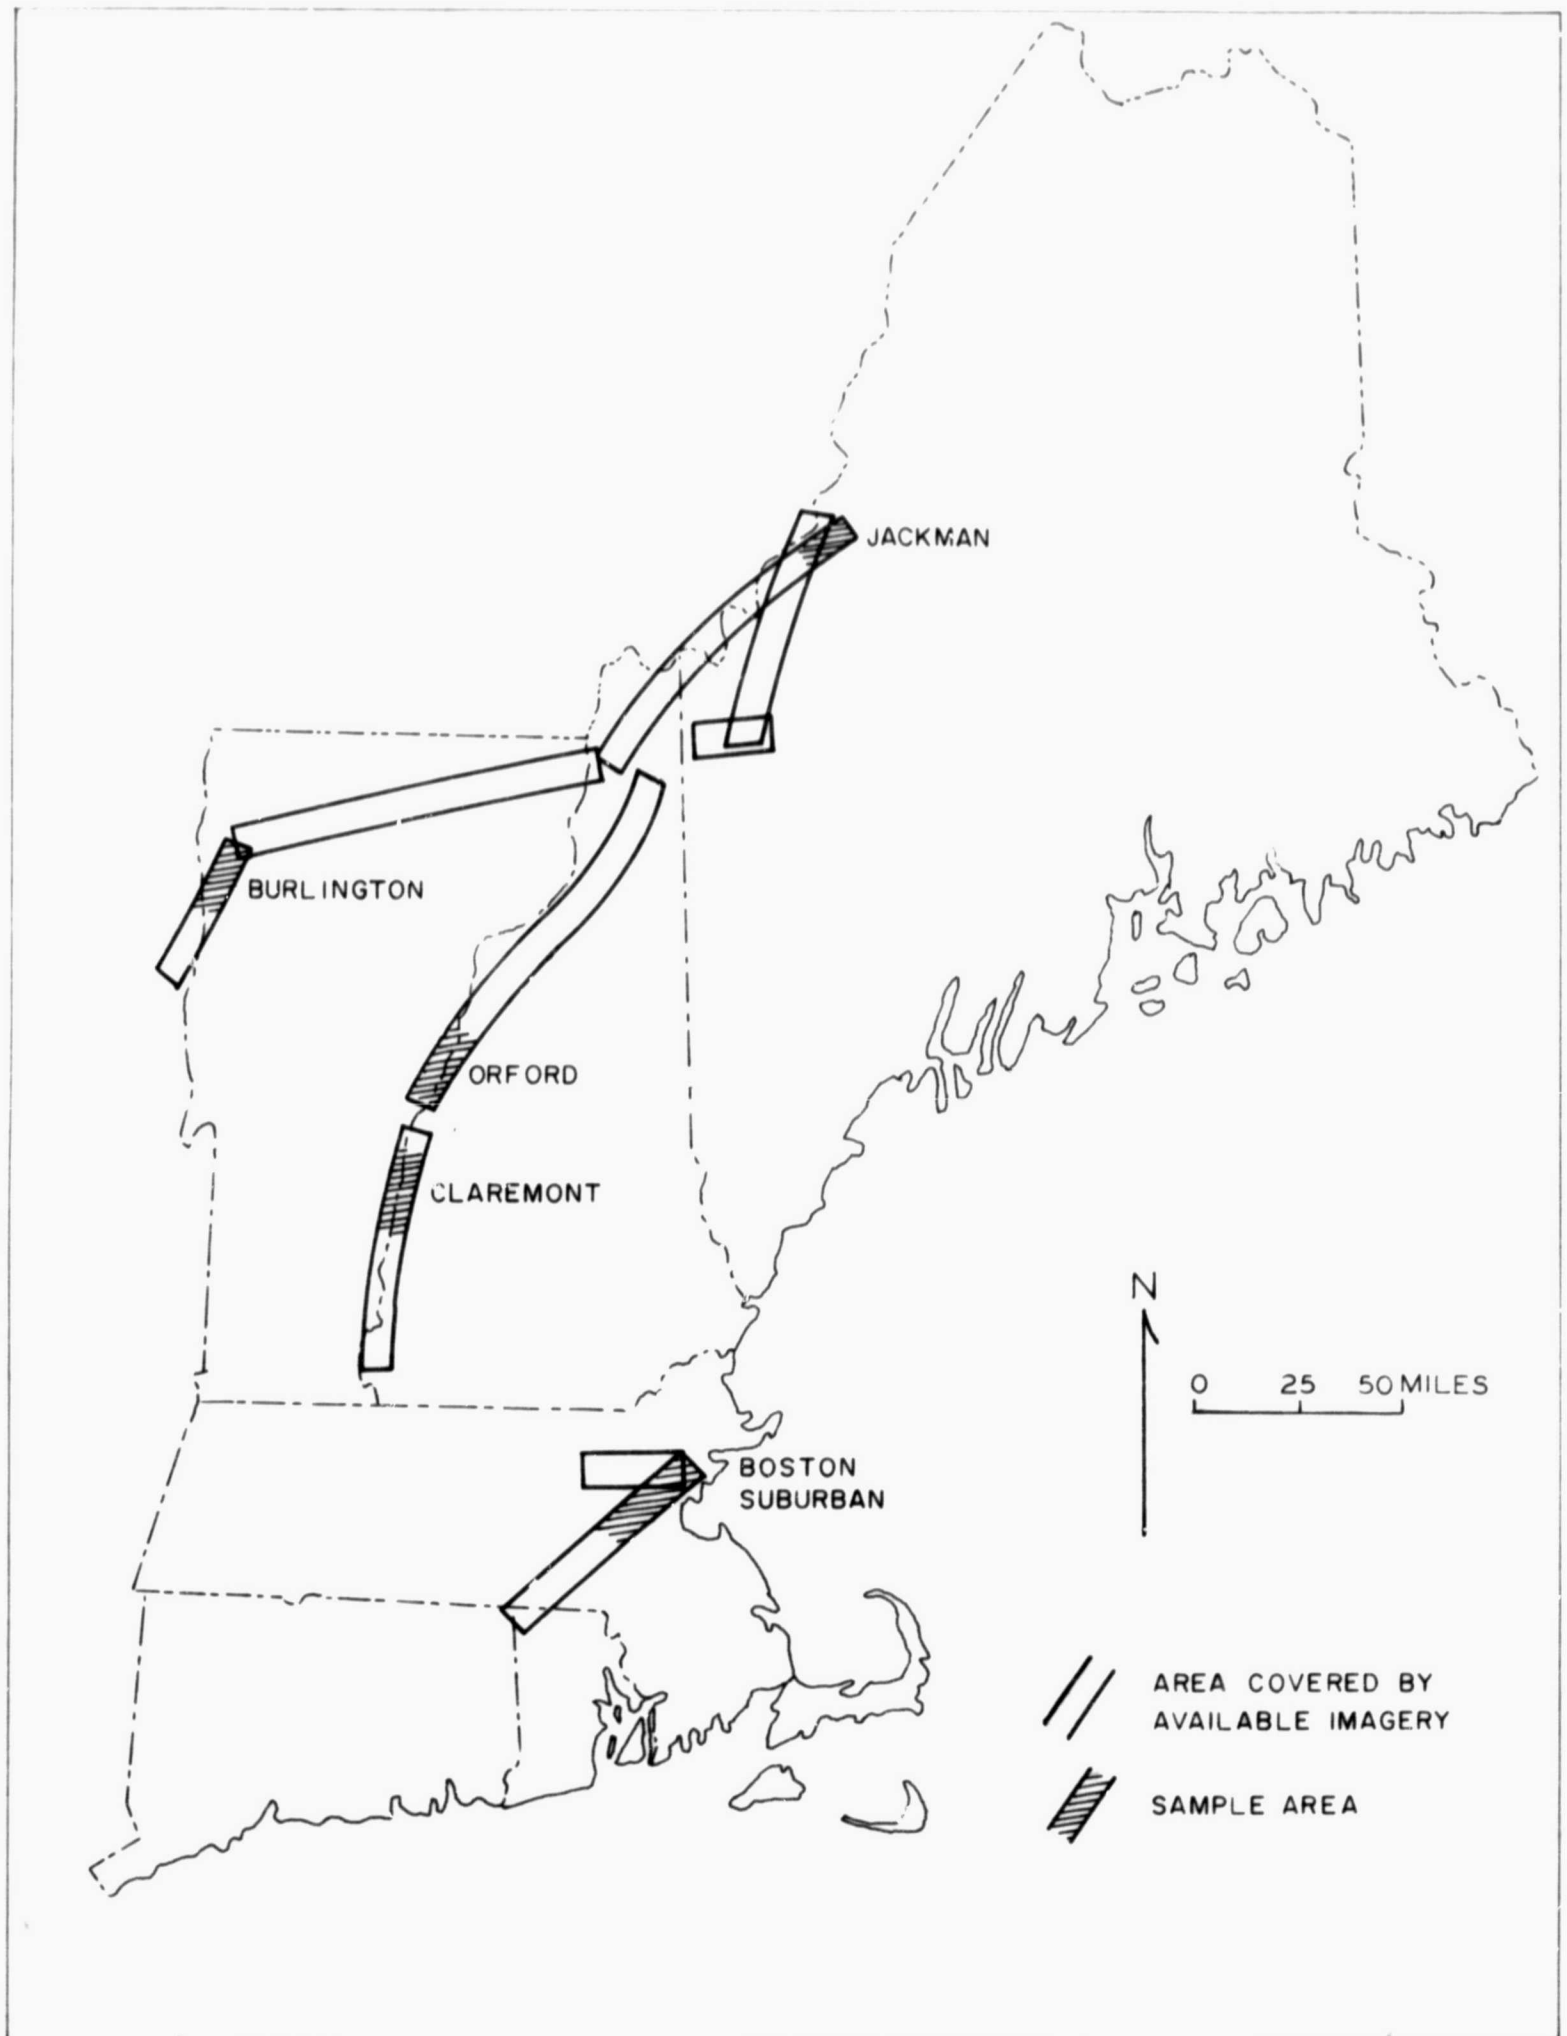 JACKMAN
BURLINGTON
ORFORD
CLAREMONT
N
0 25 50 MILES
BOSTON
SUBURBAN
AREA COVERED BY
AVAILABLE IMAGERY
SAMPLE AREA